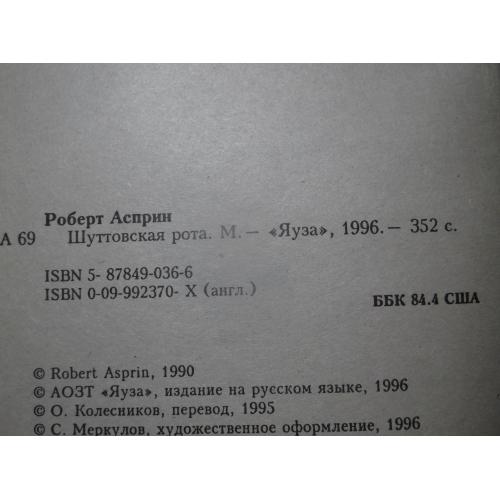 Роберт Асприн
А 69 Шуттовская рота. М.— «Яуза», 1996.— 352 с.
ISBN 5- 87849-036-6
ISBN 0-09-992370- X (англ.)
ББК 84.4 США
© Robert Asprin, 1990
© АОЗТ «Яуза», издание на русском языке, 1996
© О. Колесников, перевод, 1995
© С. Меркулов, художественное оформление, 1996